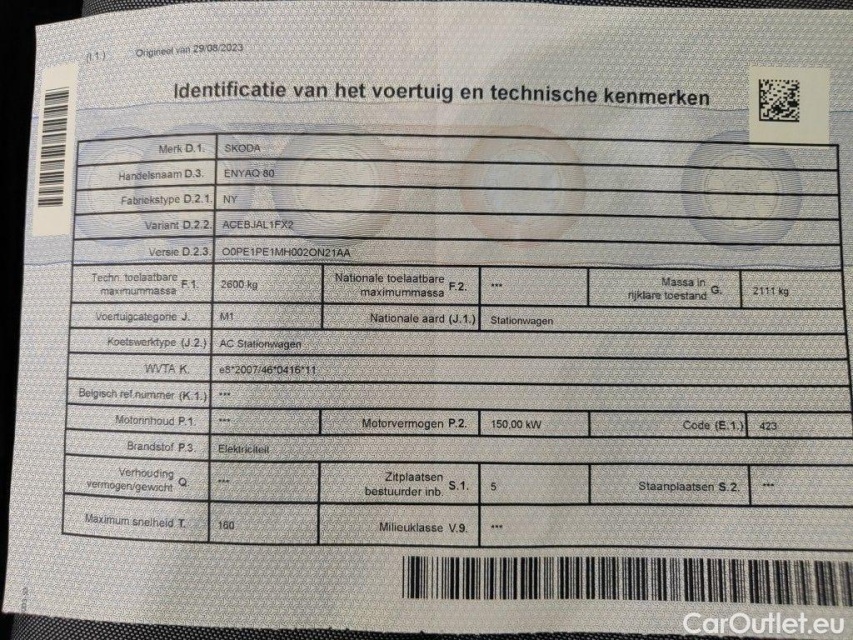 (I.1.) Origineel van 29/08/2023
Identificatie van het voertuig en technische kenmerken
Merk D.1. SKODA
Handelsnaam D.3. ENYAQ 80
Fabriekstype D.2.1. NY
Variant D.2.2. ACEBJAL1FX2
Versie D.2.3. O0PE1PE1MH002ON21AA
Techn. toelaatbare maximummassa F.1. 2600 kg Nationale toelaatbare maximummassa F.2. *** Massa in rijklare toestand G. 2111 kg
Voertuigcategorie J. M1 Nationale aard (J.1.) Stationwagen
Koetswerktype (J.2.) AC Stationwagen
WVTA K. e8*2007/46*0416*11
Belgisch ref.nummer (K.1.) ***
Motorinhoud P.1. *** Motorvermogen P.2. 150,00 kW Code (E.1.) 423
Brandstof P.3. Elektriciteit
Verhouding vermogen/gewicht Q. *** Zitplaatsen bestuurder inb. S.1. 5 Staanplaatsen S.2. ***
Maximum snelheid T. 160 Milieuklasse V.9. ***
CarOutlet.eu